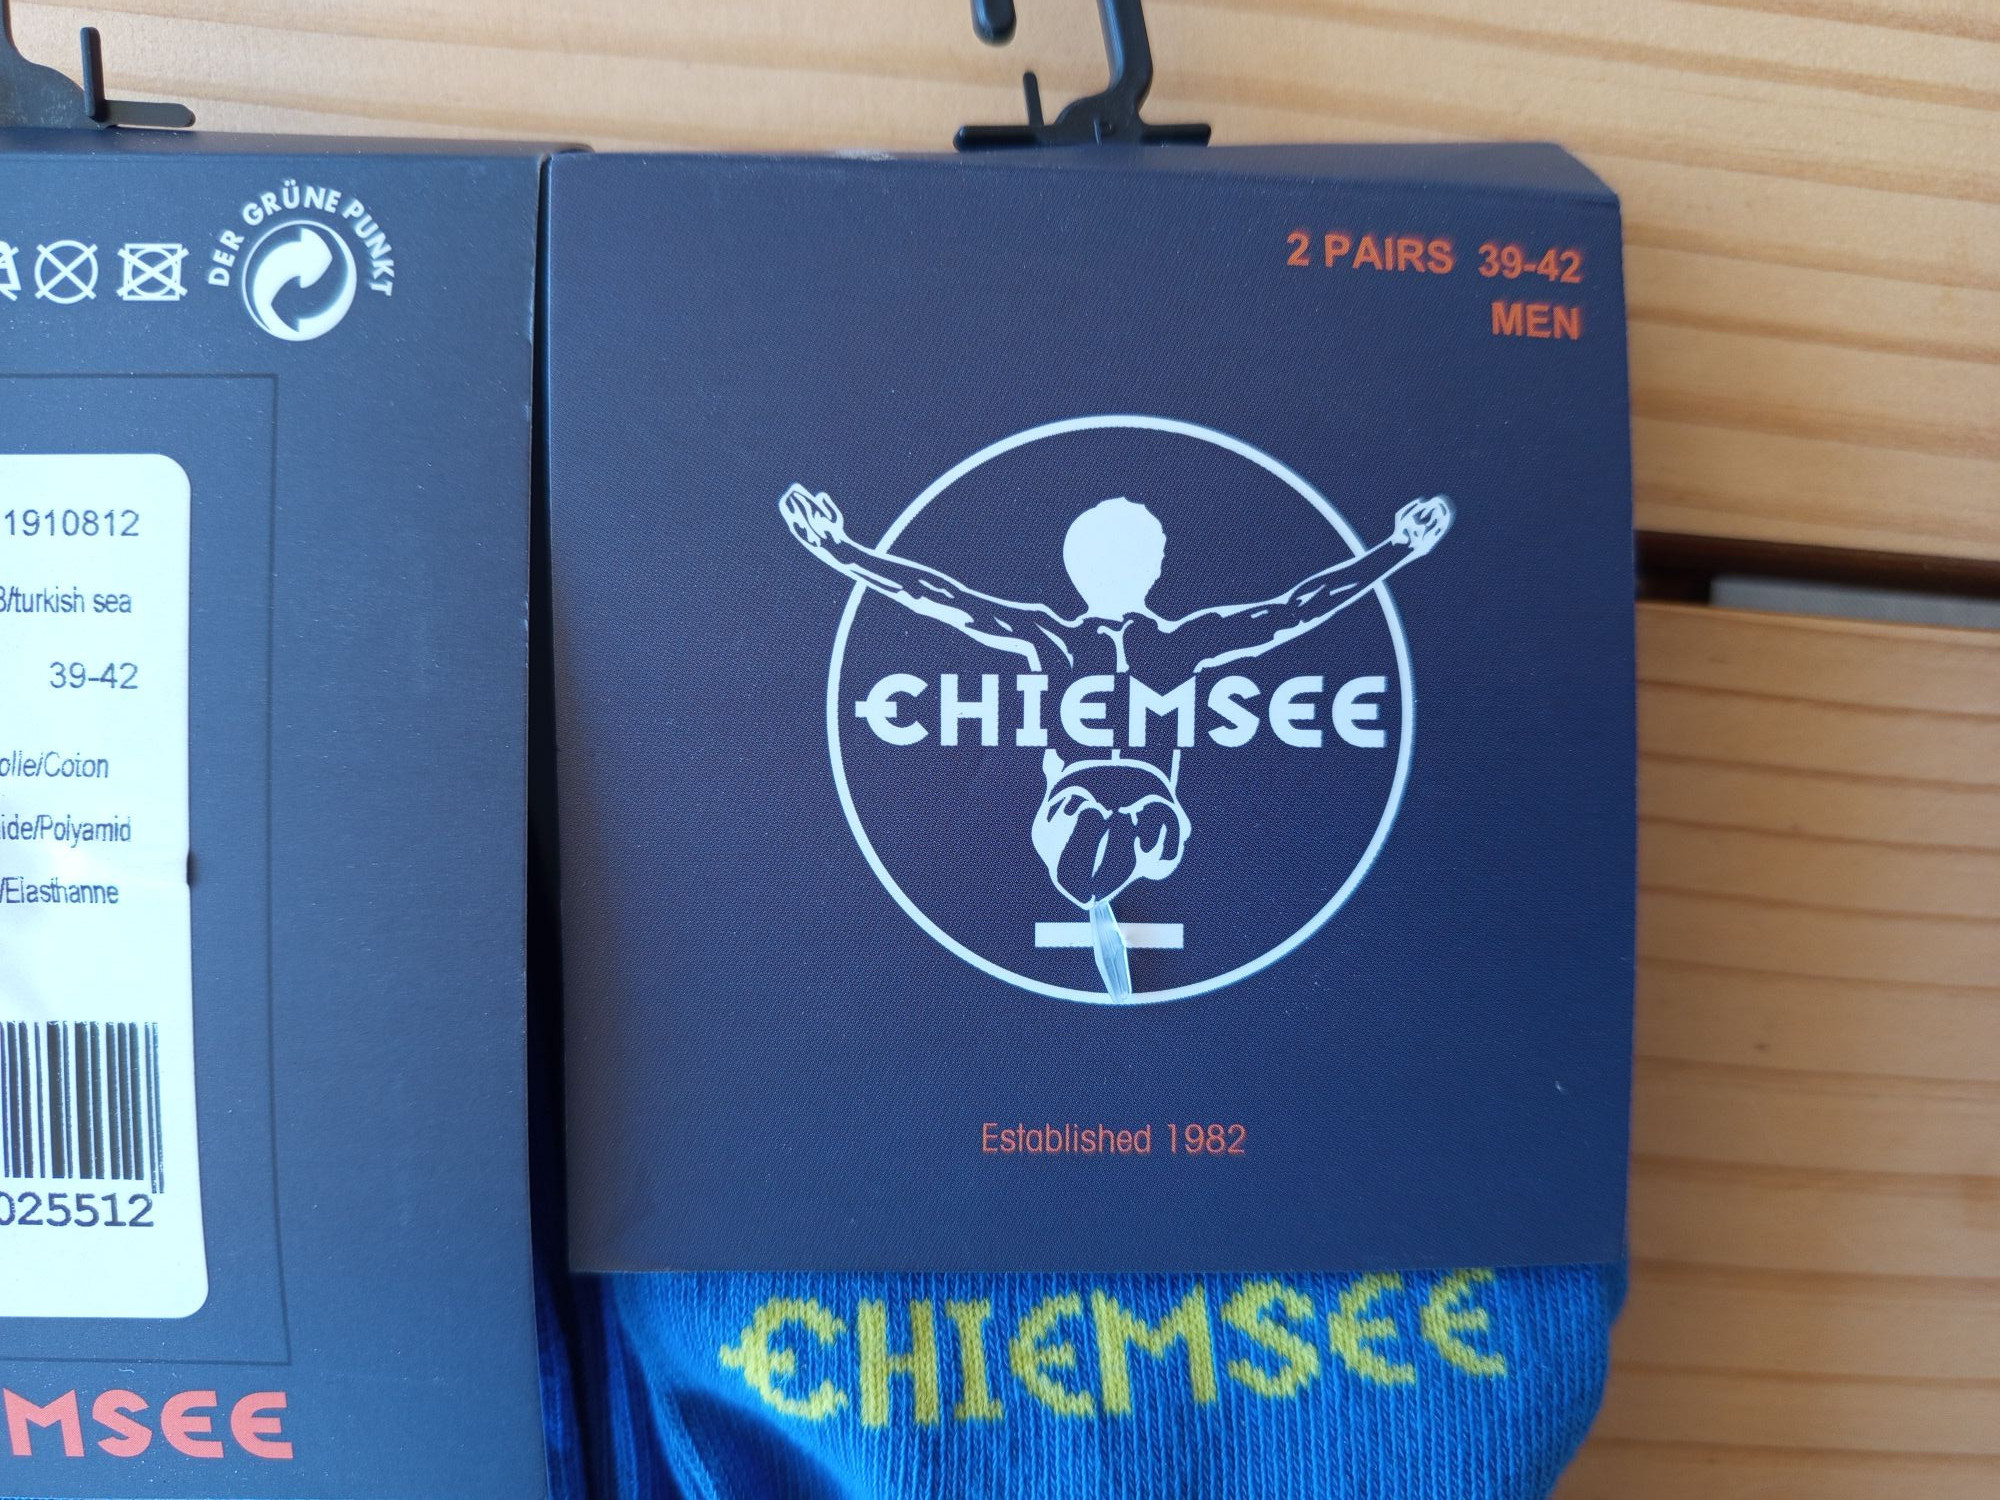 DER GRÜNE PUNKT
1910812
/turkish sea
39-42
/Coton
/Polyamid
/Elasthanne
025512
MSEE
2 PAIRS 39-42
MEN
CHIEMSEE
Established 1982
CHIEMSEE